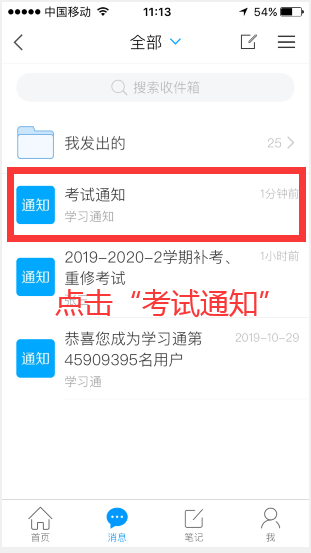 中国移动 11:13 54%
全部
搜索收件箱
我发出的 25
通知 考试通知 1分钟前
学习通知
通知 2019-2020-2学期补考、 1小时前
重修考试
点击“考试通知”
通知 恭喜您成为学习通第 2019-10-29
45909395名用户
学习通
首页 消息 笔记 我